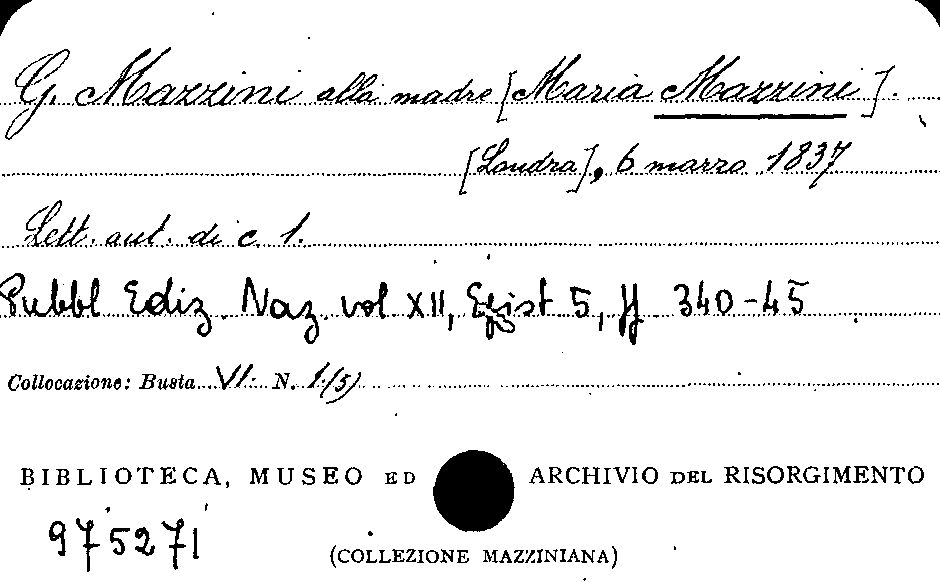 G. Mazzini alla madre [Maria Mazzini].
[Londra], 6 marzo 1837
Lett. aut. di c. 1.
Pubbl Ediz. Naz. vol XII, Epist 5, pp 340-45
Collocazione: Busta VI. N. 1.(5)
BIBLIOTECA, MUSEO ED ARCHIVIO DEL RISORGIMENTO
975271
(COLLEZIONE MAZZINIANA)